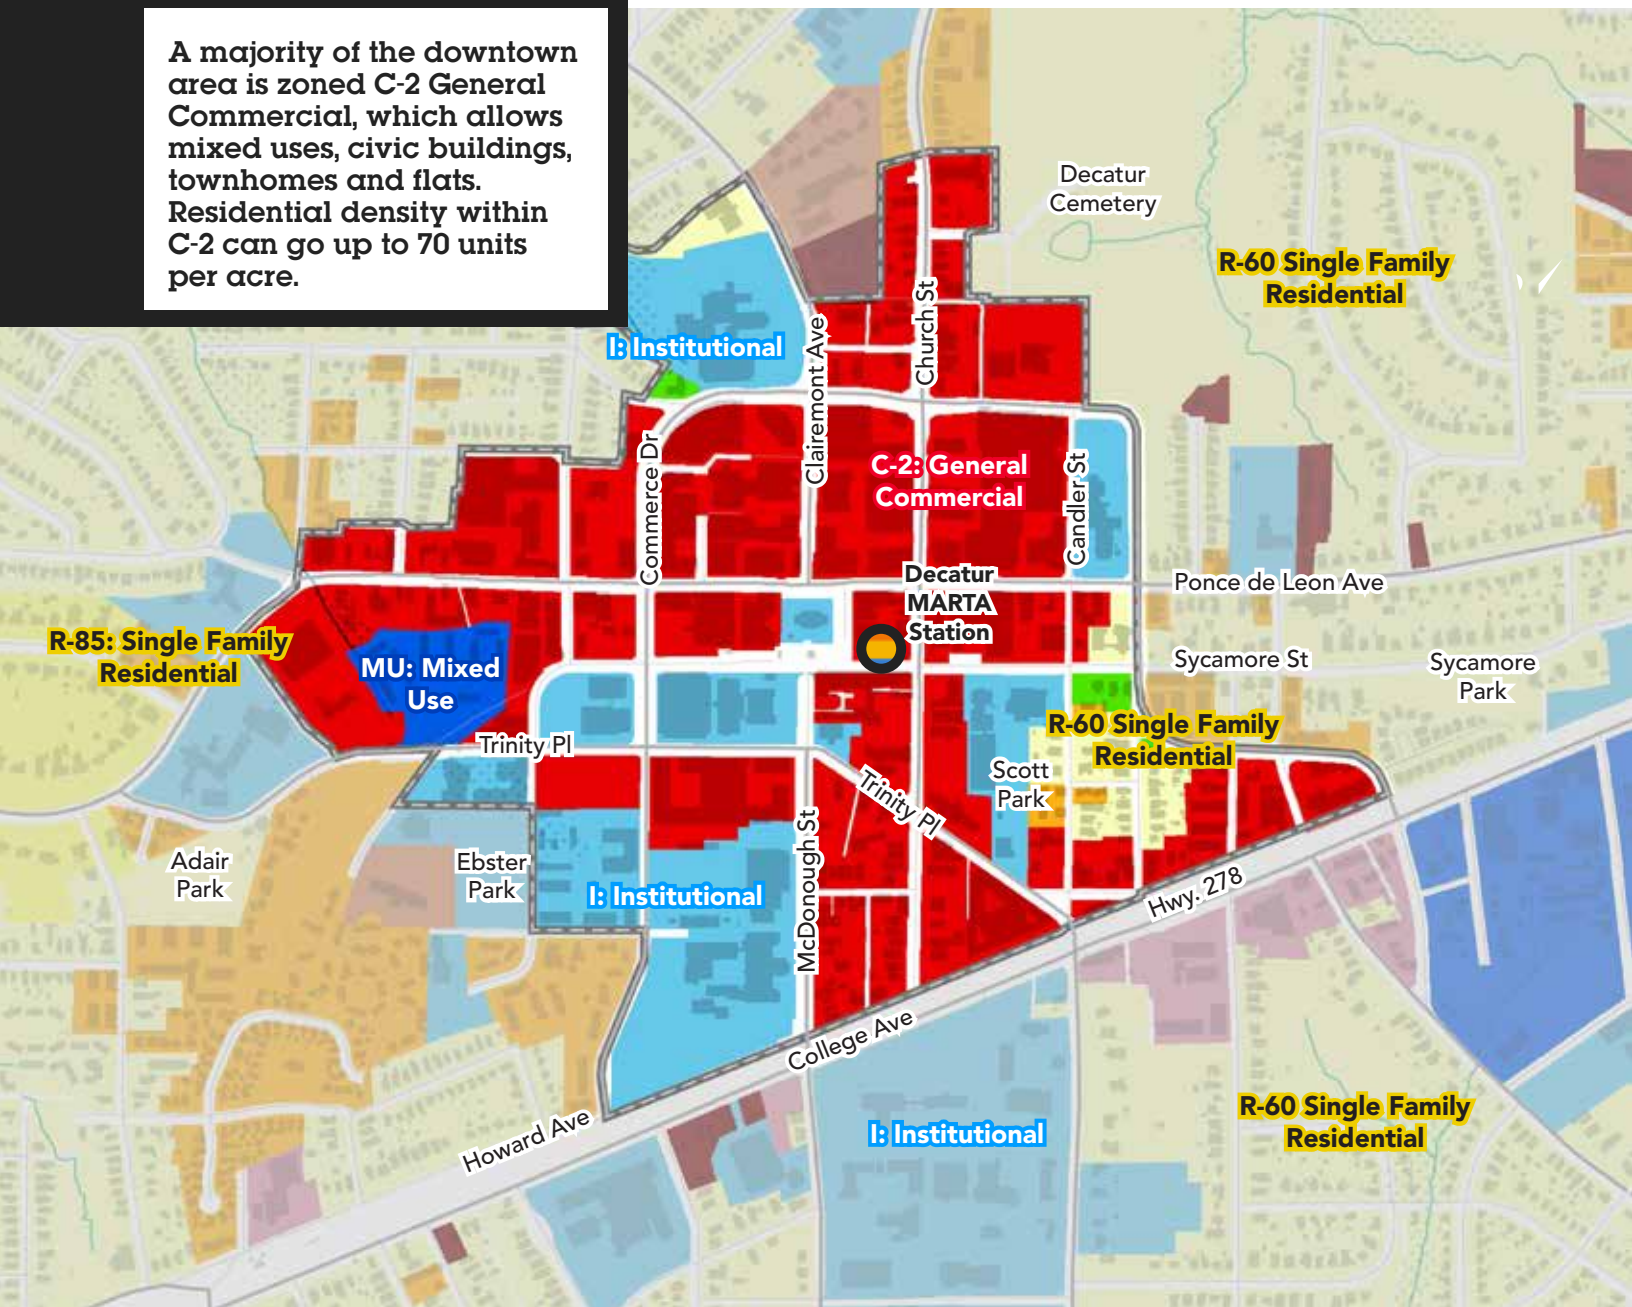 A majority of the downtown
area is zoned C-2 General
Commercial, which allows
mixed uses, civic buildings,
townhomes and flats.
Residential density within
C-2 can go up to 70 units
per acre.
Decatur
Cemetery
R-60 Single Family
Residential
I: Institutional
Clairemont Ave
Church St
Commerce Dr
C-2: General
Commercial
Candler St
Decatur
MARTA
Station
Ponce de Leon Ave
R-85: Single Family
Residential
MU: Mixed
Use
Sycamore St
Sycamore
Park
Trinity Pl
R-60 Single Family
Residential
Scott
Park
Trinity Pl
Adair
Park
Ebster
Park
I: Institutional
McDonough St
Hwy. 278
College Ave
Howard Ave
I: Institutional
R-60 Single Family
Residential